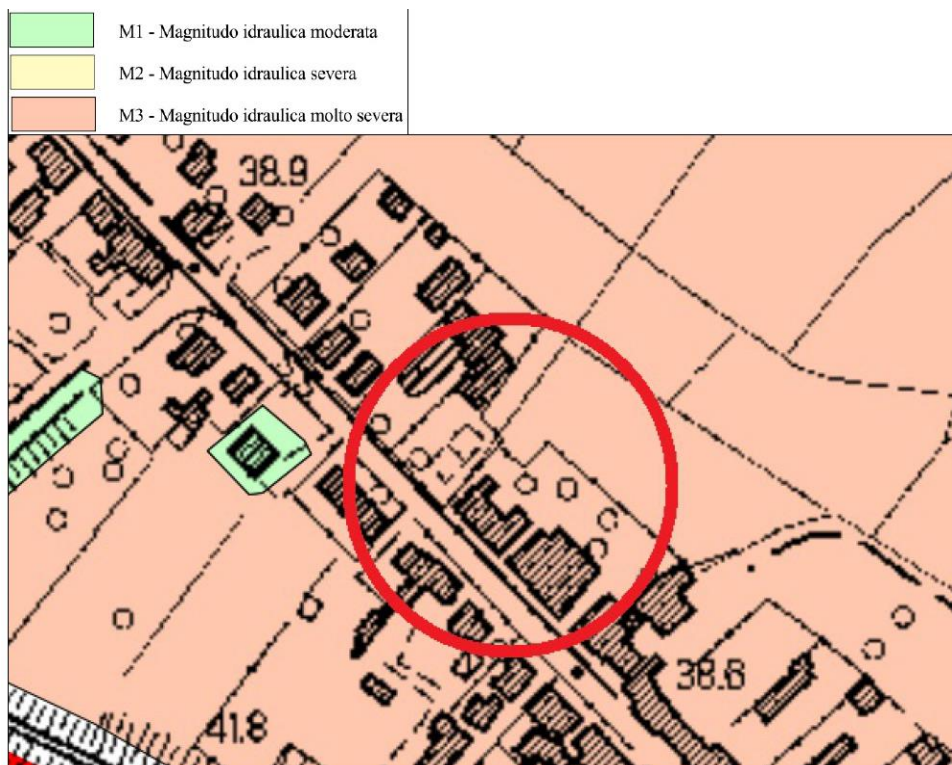 M1 - Magnitudo idraulica moderata
M2 - Magnitudo idraulica severa
M3 - Magnitudo idraulica molto severa
38.9
38.6
41.8